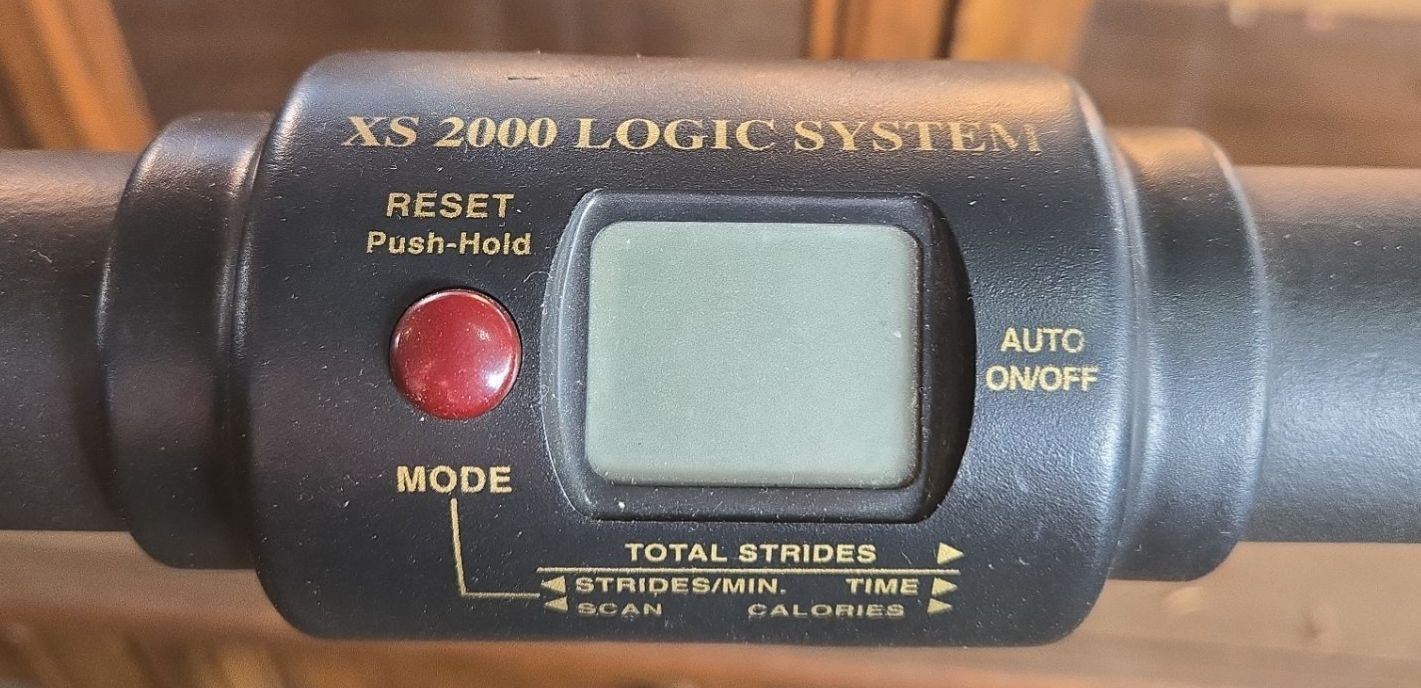 XS 2000 LOGIC SYSTEM
RESET
Push-Hold
AUTO
ON/OFF
MODE
TOTAL STRIDES
STRIDES/MIN. TIME
SCAN CALORIES